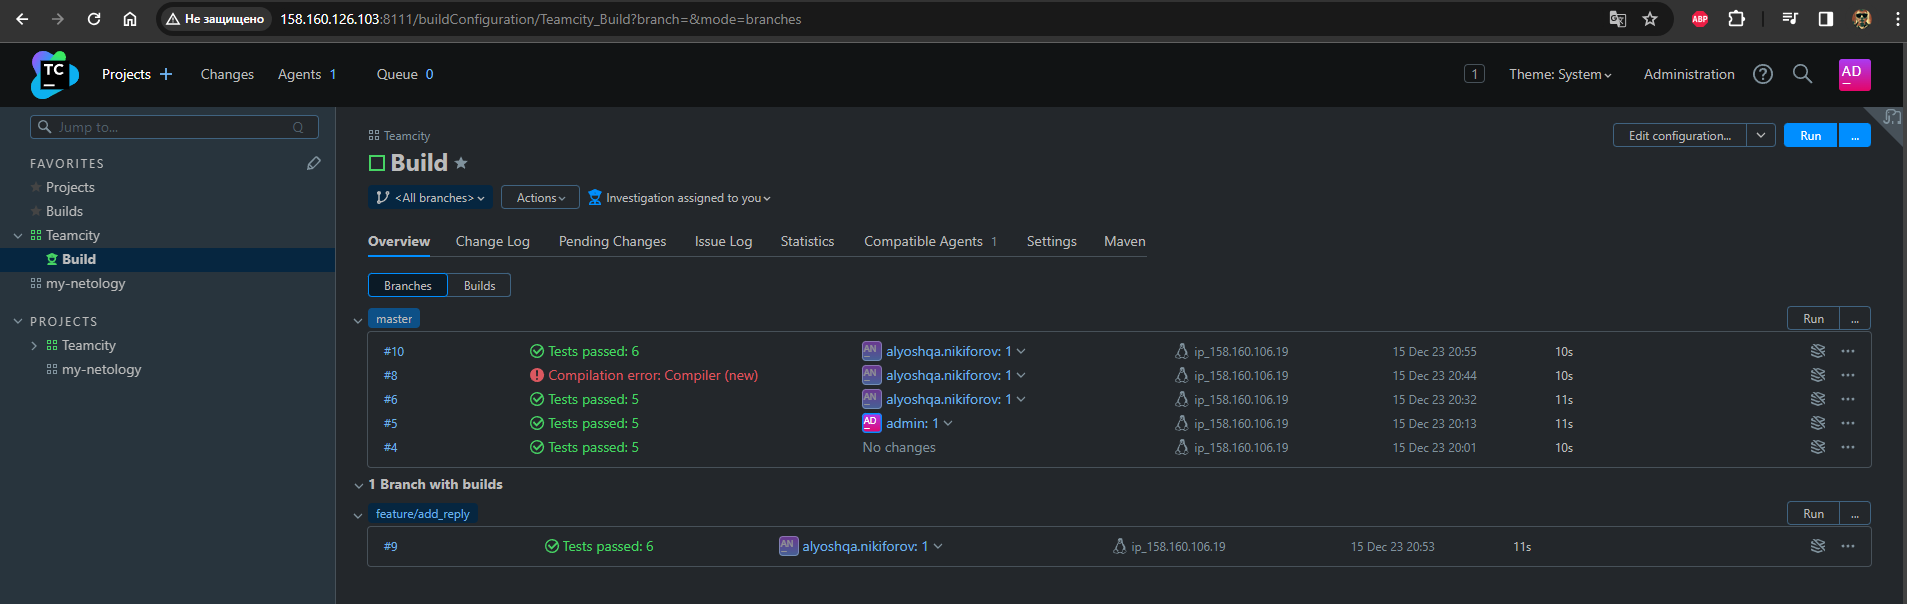 Не защищено 158.160.126.103:8111/buildConfiguration/Teamcity_Build?branch=&mode=branches ABP
TC Projects Changes Agents 1 Queue 0 1 Theme: System Administration ? AD
Jump to... Q
FAVORITES
Projects
Builds
Teamcity
Build
my-netology
PROJECTS
Teamcity
my-netology
Teamcity
Build
Edit configuration... Run ...
<All branches> Actions Investigation assigned to you
Overview Change Log Pending Changes Issue Log Statistics Compatible Agents 1 Settings Maven
Branches Builds
master Run ...
#10 Tests passed: 6 AN alyoshqa.nikiforov: 1 ip_158.160.106.19 15 Dec 23 20:55 10s
#8 Compilation error: Compiler (new) AN alyoshqa.nikiforov: 1 ip_158.160.106.19 15 Dec 23 20:44 10s
#6 Tests passed: 5 AN alyoshqa.nikiforov: 1 ip_158.160.106.19 15 Dec 23 20:32 11s
#5 Tests passed: 5 AD admin: 1 ip_158.160.106.19 15 Dec 23 20:13 11s
#4 Tests passed: 5 No changes ip_158.160.106.19 15 Dec 23 20:01 10s
1 Branch with builds
feature/add_reply Run ...
#9 Tests passed: 6 AN alyoshqa.nikiforov: 1 ip_158.160.106.19 15 Dec 23 20:53 11s